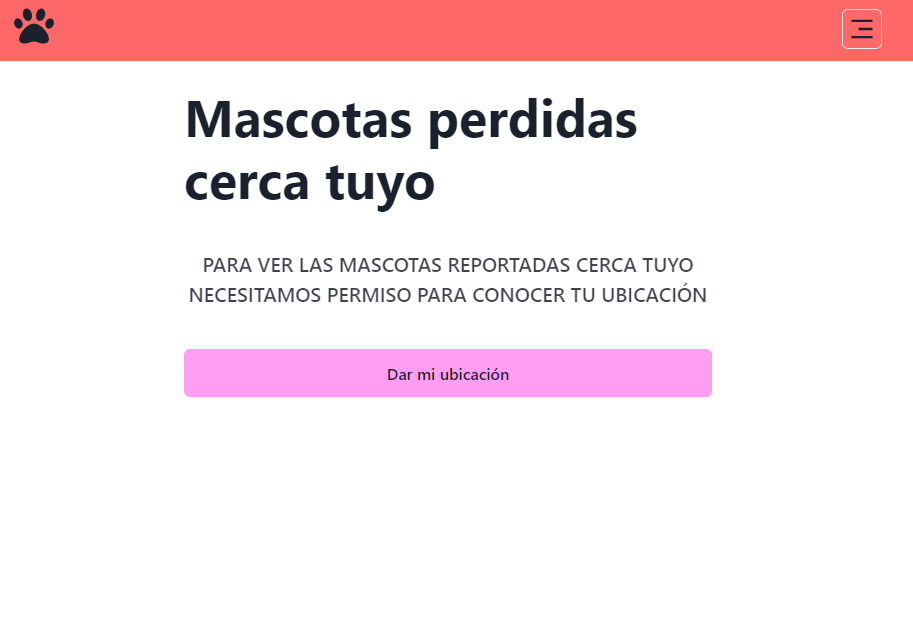 Mascotas perdidas
cerca tuyo
PARA VER LAS MASCOTAS REPORTADAS CERCA TUYO
NECESITAMOS PERMISO PARA CONOCER TU UBICACIÓN
Dar mi ubicación